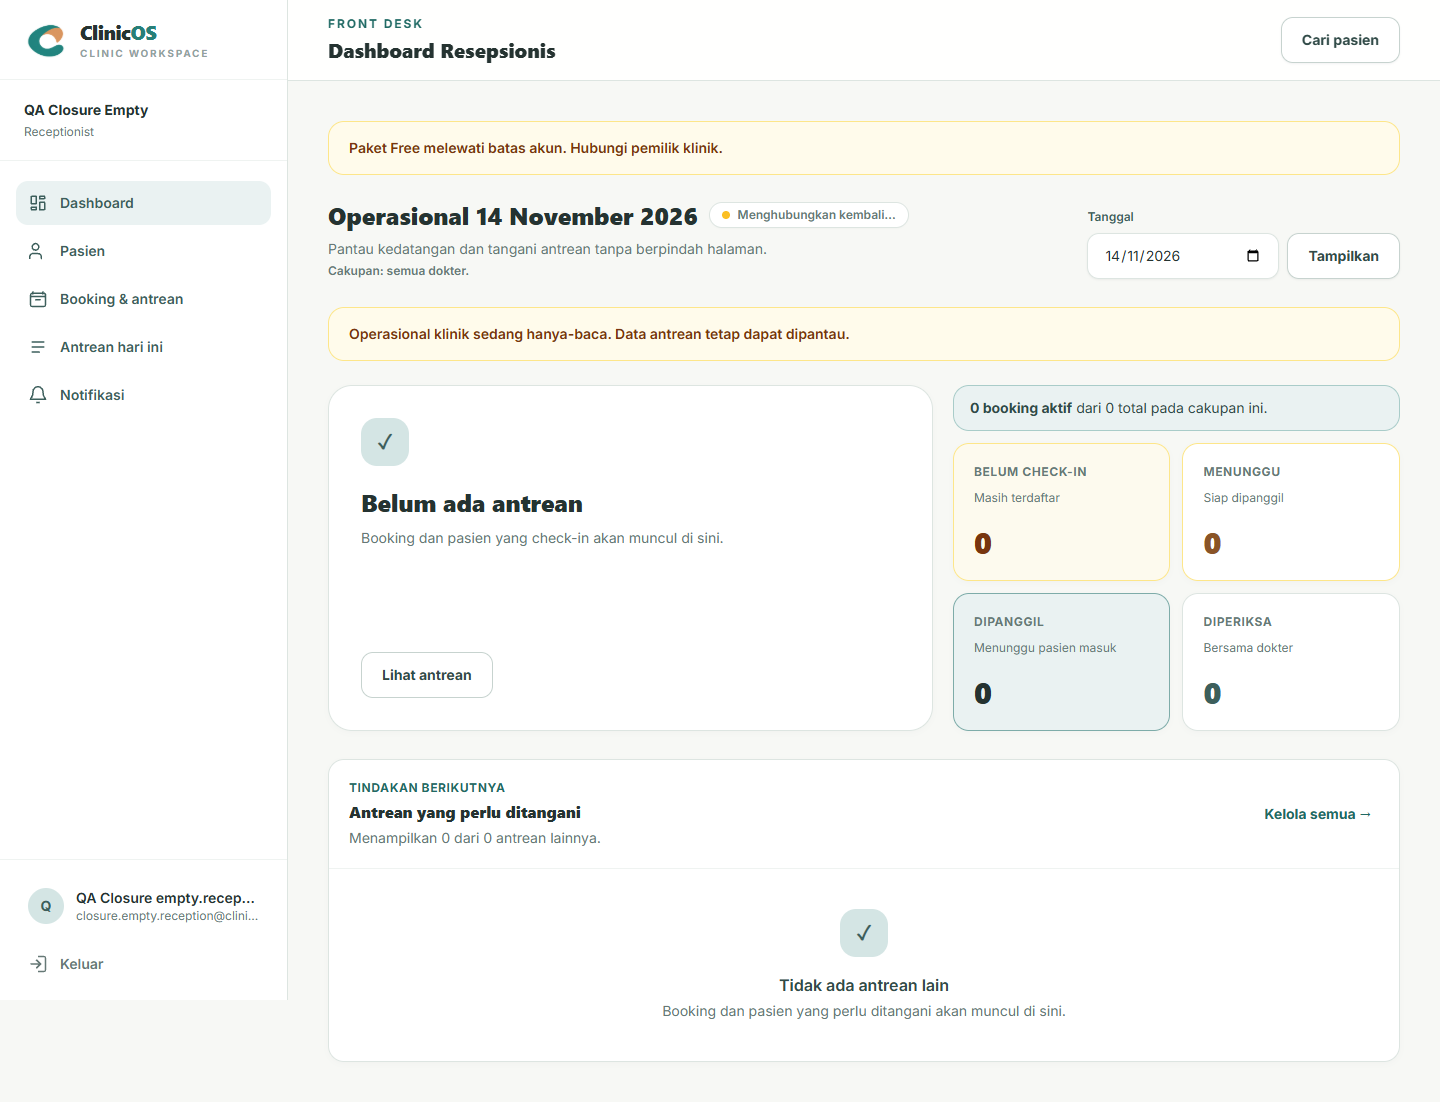 ClinicOS
CLINIC WORKSPACE
QA Closure Empty
Receptionist
Dashboard
Pasien
Booking & antrean
Antrean hari ini
Notifikasi
Q
QA Closure empty.recep...
closure.empty.reception@clini...
Keluar
FRONT DESK
Dashboard Resepsionis
Cari pasien
Paket Free melewati batas akun. Hubungi pemilik klinik.
Operasional 14 November 2026
Menghubungkan kembali...
Pantau kedatangan dan tangani antrean tanpa berpindah halaman.
Cakupan: semua dokter.
Tanggal
14/11/2026
Tampilkan
Operasional klinik sedang hanya-baca. Data antrean tetap dapat dipantau.
Belum ada antrean
Booking dan pasien yang check-in akan muncul di sini.
Lihat antrean
0 booking aktif dari 0 total pada cakupan ini.
BELUM CHECK-IN
Masih terdaftar
0
MENUNGGU
Siap dipanggil
0
DIPANGGIL
Menunggu pasien masuk
0
DIPERIKSA
Bersama dokter
0
TINDAKAN BERIKUTNYA
Antrean yang perlu ditangani
Menampilkan 0 dari 0 antrean lainnya.
Kelola semua →
Tidak ada antrean lain
Booking dan pasien yang perlu ditangani akan muncul di sini.